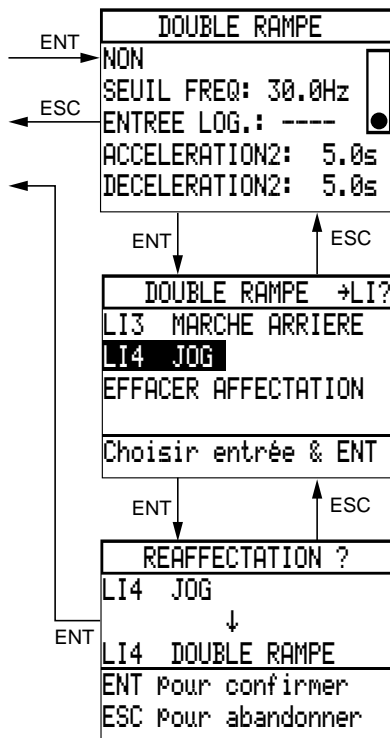 DOUBLE RAMPE
ENT
NON
SEUIL FREQ: 30.0Hz
ESC
ENTREE LOG.: ----
ACCELERATION2: 5.0s
DECELERATION2: 5.0s
ENT
ESC
DOUBLE RAMPE →LI?
LI3 MARCHE ARRIERE
LI4 JOG
EFFACER AFFECTATION
Choisir entrée & ENT
ENT
ESC
REAFFECTATION ?
LI4 JOG
↓
ENT
LI4 DOUBLE RAMPE
ENT pour confirmer
ESC pour abandonner